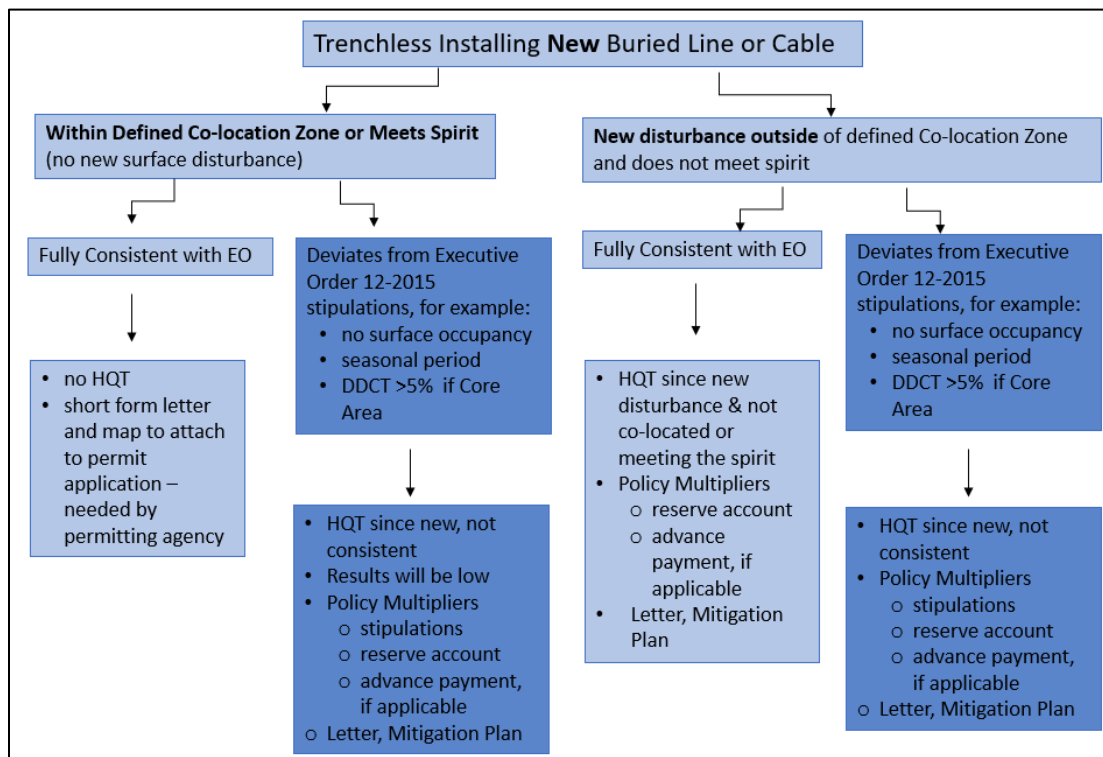 Trenchless Installing New Buried Line or Cable
Within Defined Co-location Zone or Meets Spirit
(no new surface disturbance)
New disturbance outside of defined Co-location Zone
and does not meet spirit
Fully Consistent with EO
Deviates from Executive
Order 12-2015
stipulations, for example:
• no surface occupancy
• seasonal period
• DDCT >5% if Core
Area
Fully Consistent with EO
Deviates from Executive
Order 12-2015
stipulations, for example:
• no surface occupancy
• seasonal period
• DDCT >5% if Core
Area
• no HQT
• short form letter
and map to attach
to permit
application –
needed by
permitting agency
• HQT since new, not
consistent
• Results will be low
• Policy Multipliers
o stipulations
o reserve account
o advance payment,
if applicable
o Letter, Mitigation Plan
• HQT since new
disturbance & not
co-located or
meeting the spirit
• Policy Multipliers
o reserve account
o advance
payment, if
applicable
• Letter, Mitigation
Plan
• HQT since new, not
consistent
• Policy Multipliers
o stipulations
o reserve account
o advance payment,
if applicable
o Letter, Mitigation Plan